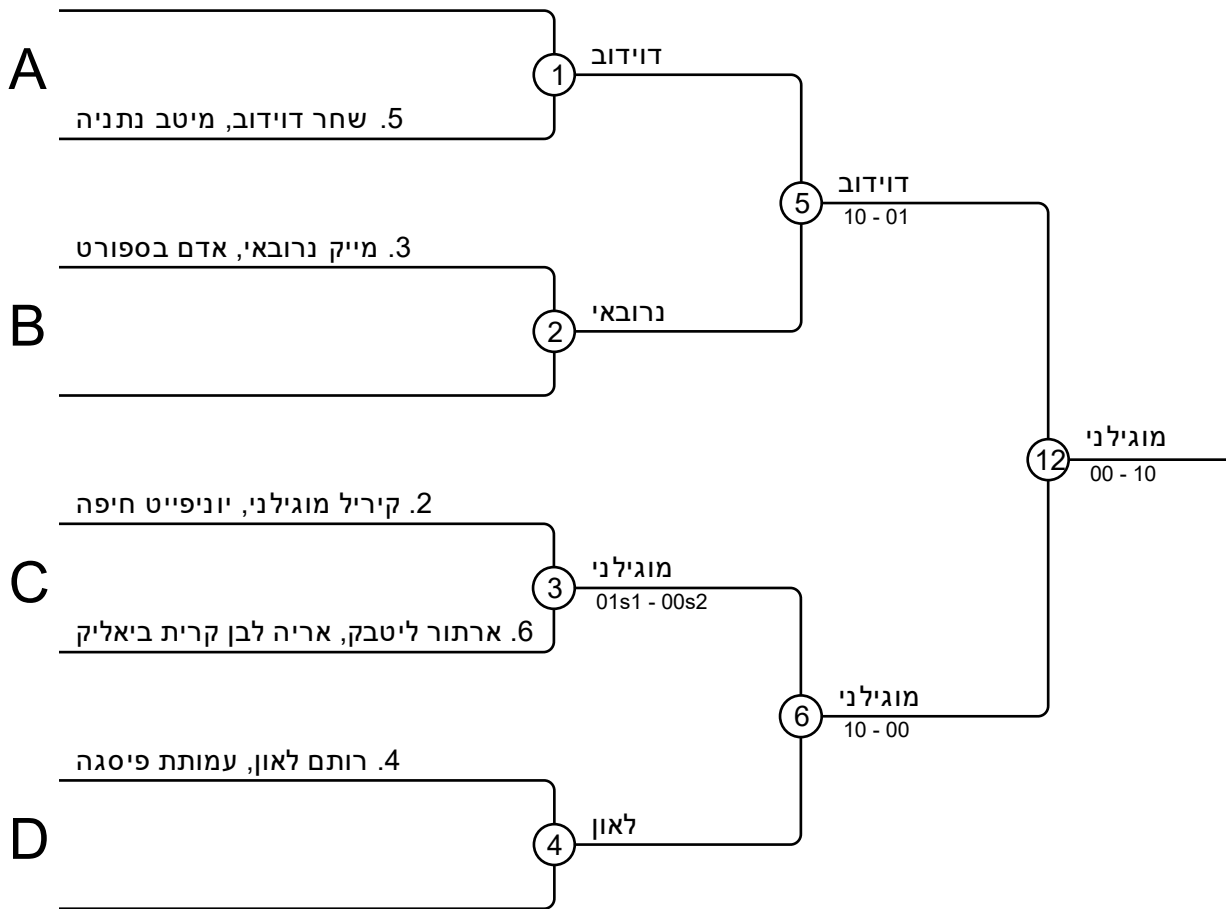 A
1
דוידוב
5. שחר דוידוב, מיטב נתניה
5
דוידוב
10 - 01
3. מייק נרובאי, אדם בספורט
B
2
נרובאי
12
מוגילני
00 - 10
2. קיריל מוגילני, יוניפייט חיפה
C
3
מוגילני
01s1 - 00s2
6. ארתור ליטבק, אריה לבן קרית ביאליק
6
מוגילני
10 - 00
4. רותם לאון, עמותת פיסגה
D
4
לאון